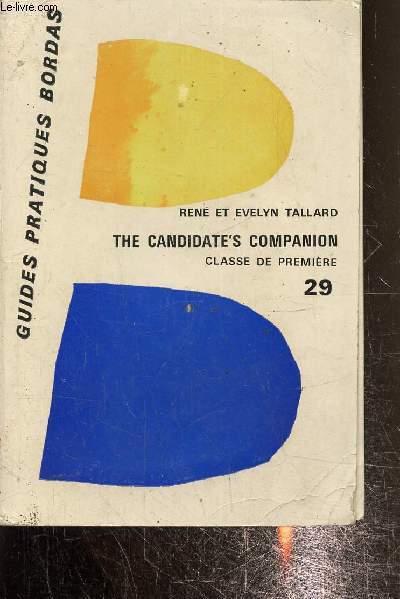 Le-livre.fr
GUIDES PRATIQUES BORDAS
RENÉ ET EVELYN TALLARD
THE CANDIDATE'S COMPANION
CLASSE DE PREMIÈRE
29